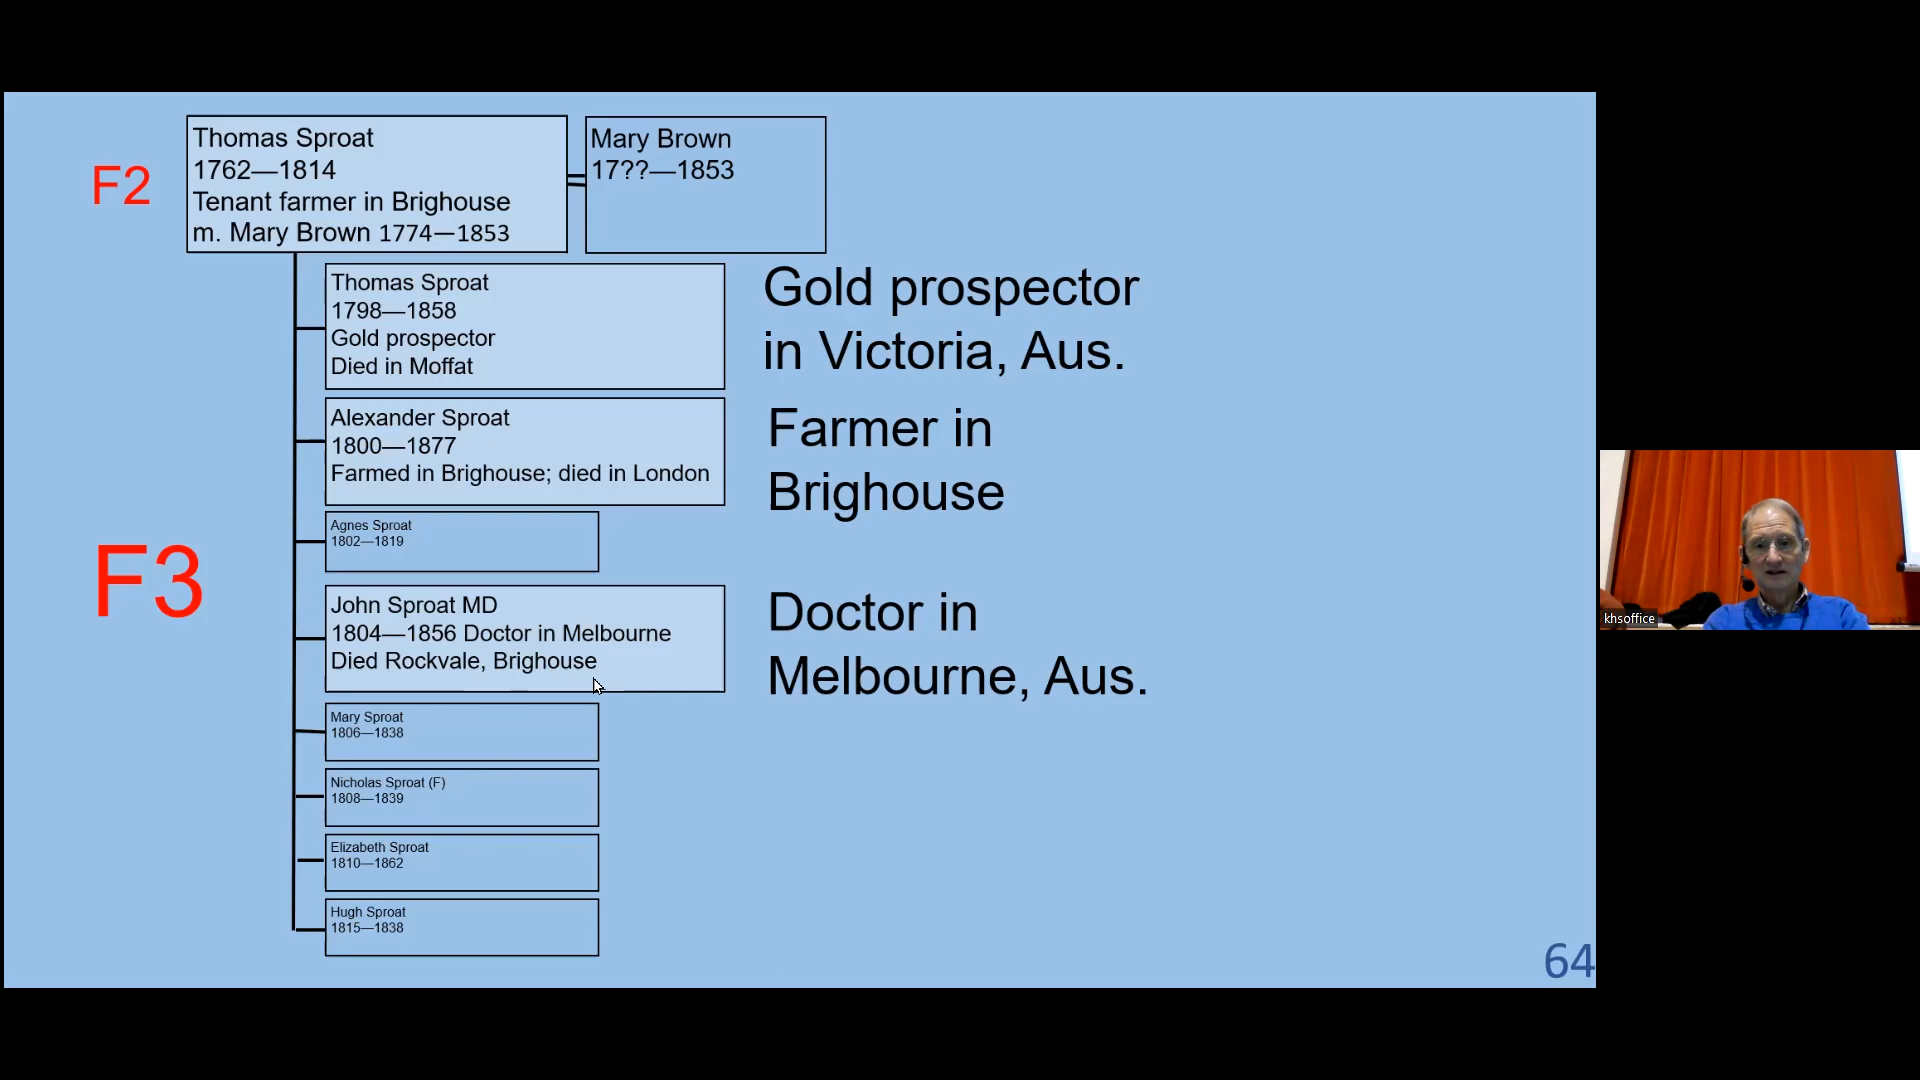 F2
Thomas Sproat
1762—1814
Tenant farmer in Brighouse
m. Mary Brown 1774—1853
Mary Brown
17??—1853
F3
Thomas Sproat
1798—1858
Gold prospector
Died in Moffat
Gold prospector
in Victoria, Aus.
Alexander Sproat
1800—1877
Farmed in Brighouse; died in London
Farmer in
Brighouse
Agnes Sproat
1802—1819
John Sproat MD
1804—1856 Doctor in Melbourne
Died Rockvale, Brighouse
Doctor in
Melbourne, Aus.
Mary Sproat
1806—1838
Nicholas Sproat (F)
1808—1839
Elizabeth Sproat
1810—1862
Hugh Sproat
1815—1838
64
khsoffice